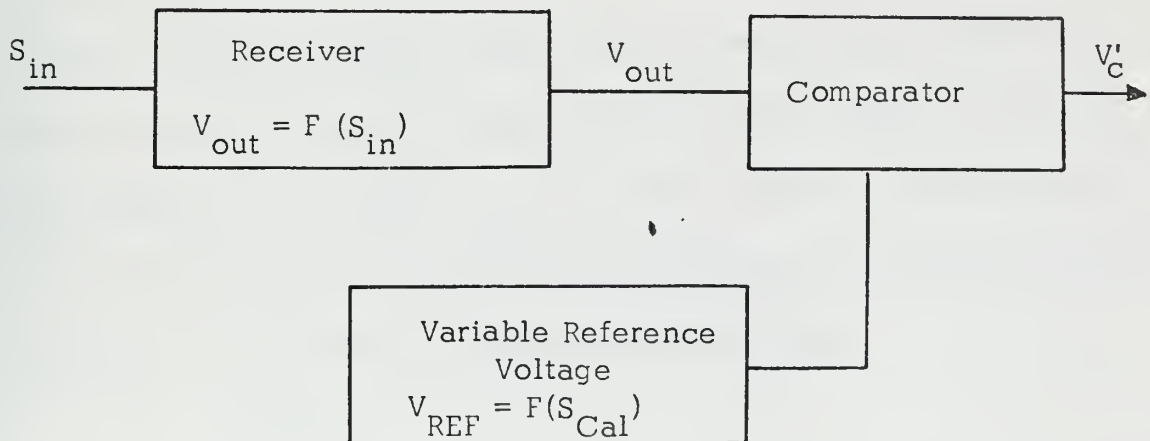 S_in
Receiver
V_out = F (S_in)
V_out
Comparator
V'_C
Variable Reference
Voltage
V_REF = F(S_Cal)